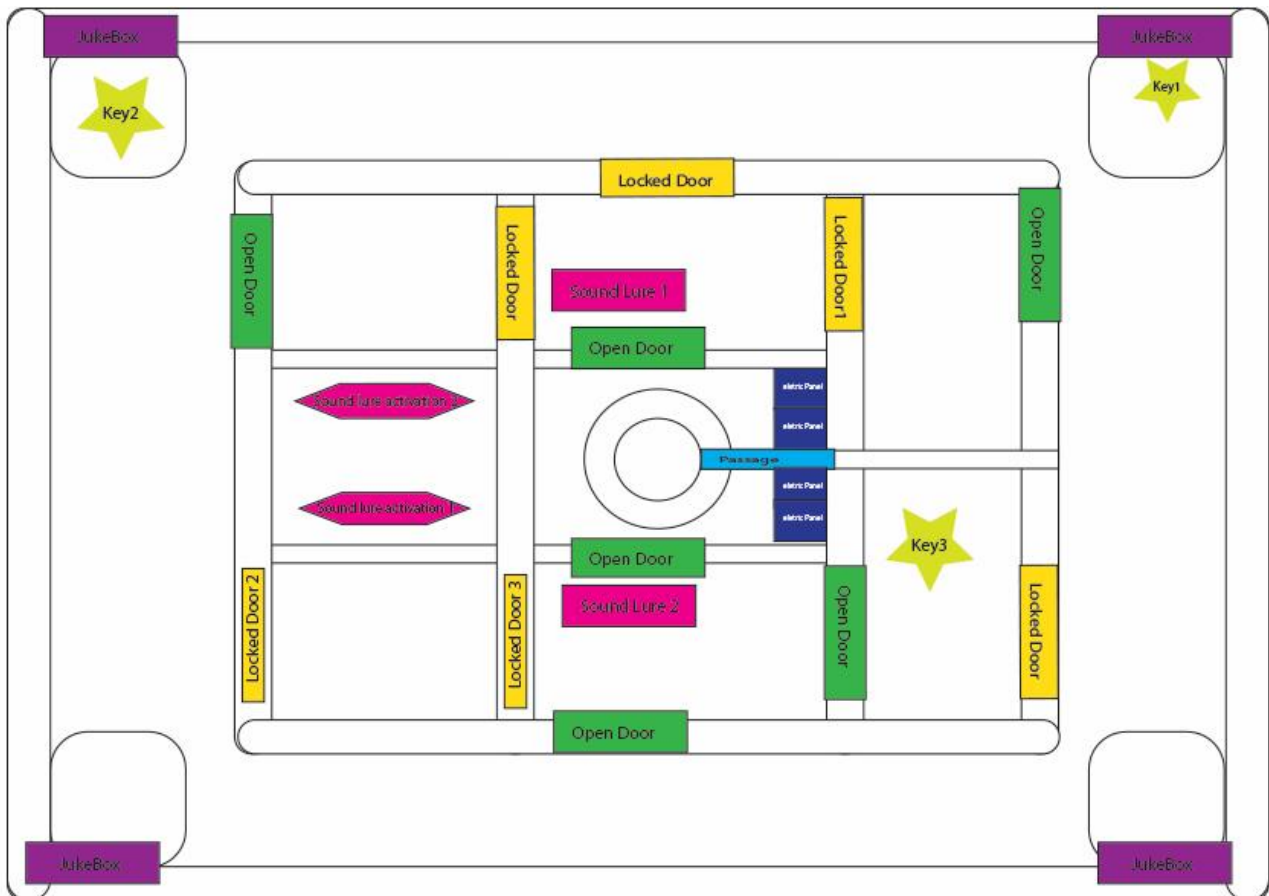 JukeBox
JukeBox
Key2
Key1
Locked Door
Open Door
Locked Door
Locked Door1
Open Door
Sound Lure 1
Open Door
eletric Panel
Sound lure activation 2
eletric Panel
Passage
eletric Panel
Sound lure activation 1
eletric Panel
Key3
Open Door
Locked Door 2
Locked Door 3
Sound Lure 2
Open Door
Locked Door
Open Door
JukeBox
JukeBox